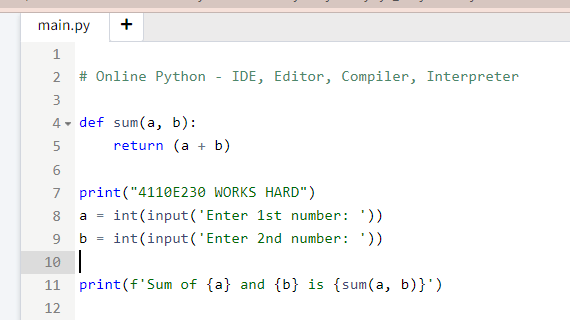 main.py +
1
2 # Online Python - IDE, Editor, Compiler, Interpreter
3
4 def sum(a, b):
5 return (a + b)
6
7 print("4110E230 WORKS HARD")
8 a = int(input('Enter 1st number: '))
9 b = int(input('Enter 2nd number: '))
10
11 print(f'Sum of {a} and {b} is {sum(a, b)}')
12